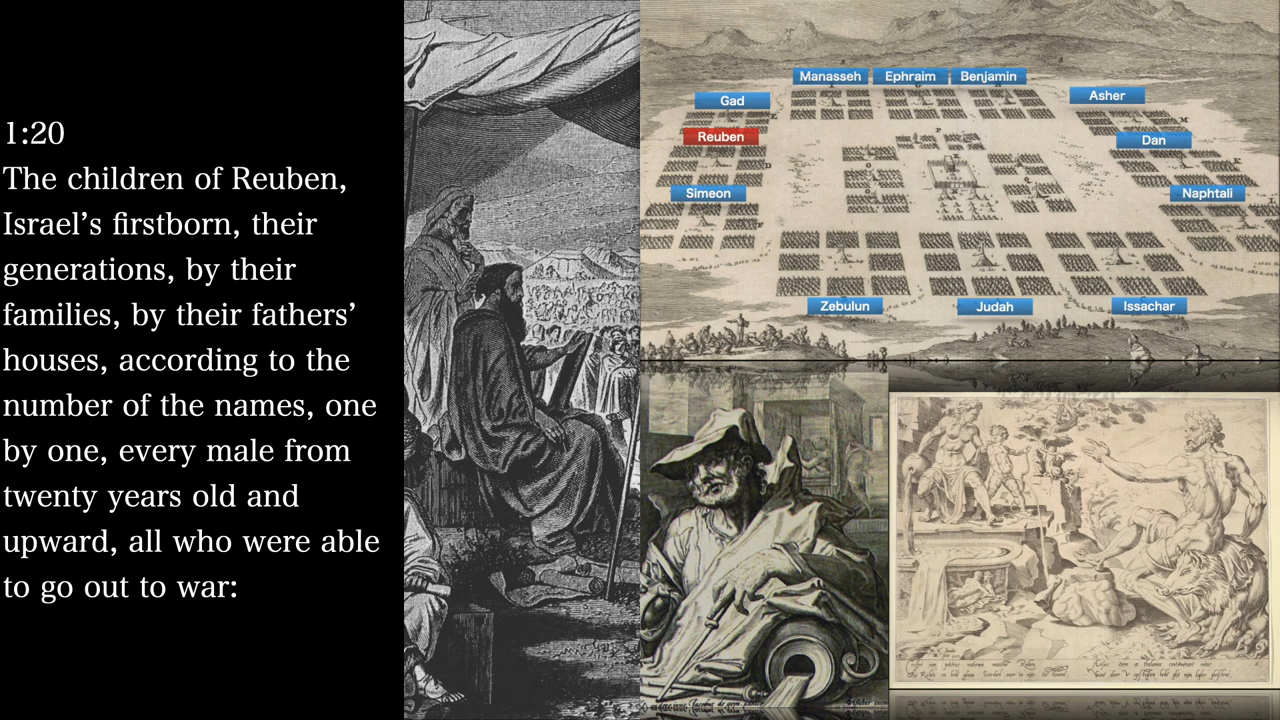 1:20
The children of Reuben,
Israel’s firstborn, their
generations, by their
families, by their fathers’
houses, according to the
number of the names, one
by one, every male from
twenty years old and
upward, all who were able
to go out to war:
Manasseh
Ephraim
Benjamin
Gad
Asher
Reuben
Dan
Simeon
Naphtali
Zebulun
Judah
Issachar